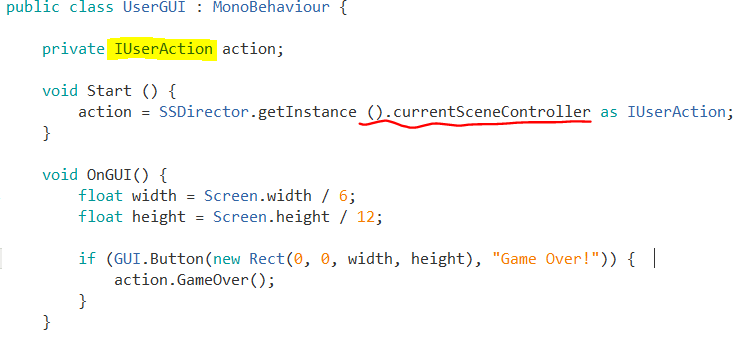 public class UserGUI : MonoBehaviour {
private IUserAction action;
void Start () {
action = SSDirector.getInstance ().currentSceneController as IUserAction;
}
void OnGUI() {
float width = Screen.width / 6;
float height = Screen.height / 12;
if (GUI.Button(new Rect(0, 0, width, height), "Game Over!")) {
action.GameOver();
}
}